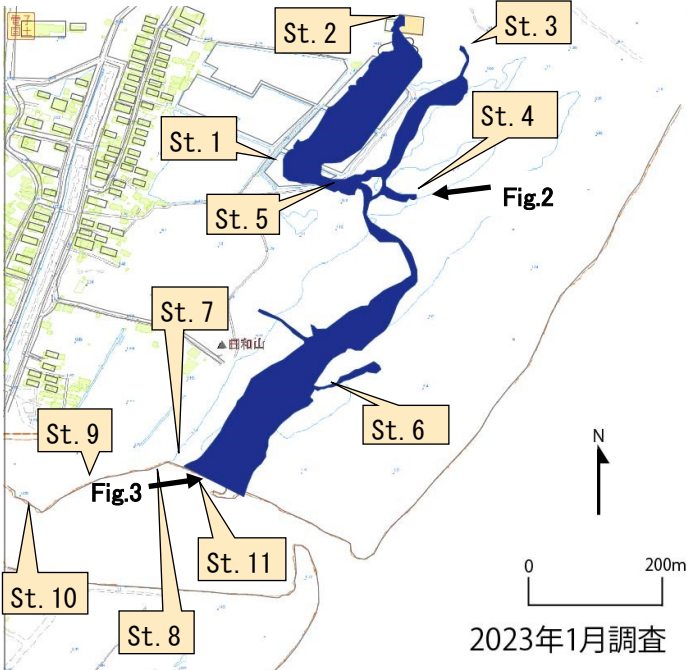 St. 2
St. 3
St. 4
St. 1
Fig.2
St. 5
St. 7
日和山
St. 9
St. 6
N
Fig.3
St. 11
0
200m
St. 10
St. 8
2023年1月調査